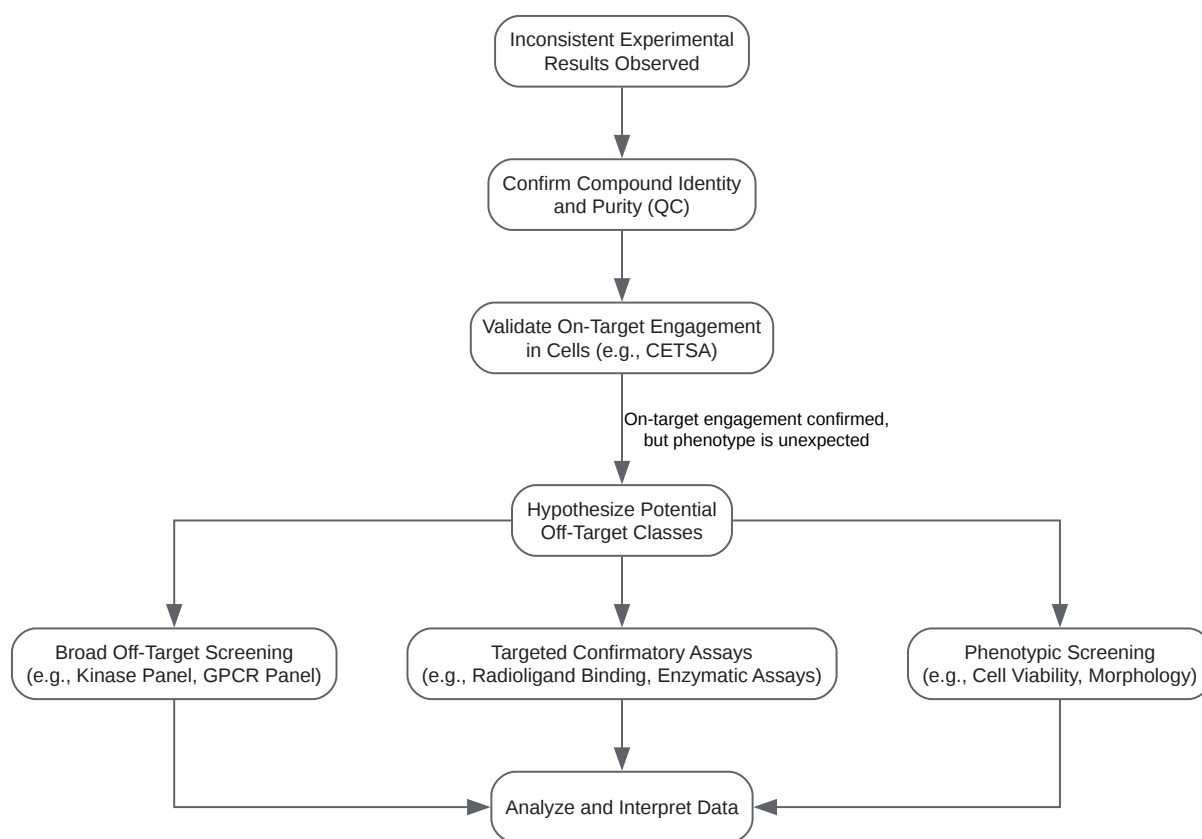 Inconsistent Experimental
Results Observed
Confirm Compound Identity
and Purity (QC)
Validate On-Target Engagement
in Cells (e.g., CETSA)
On-target engagement confirmed,
but phenotype is unexpected
Hypothesize Potential
Off-Target Classes
Broad Off-Target Screening
(e.g., Kinase Panel, GPCR Panel)
Targeted Confirmatory Assays
(e.g., Radioligand Binding, Enzymatic Assays)
Phenotypic Screening
(e.g., Cell Viability, Morphology)
Analyze and Interpret Data